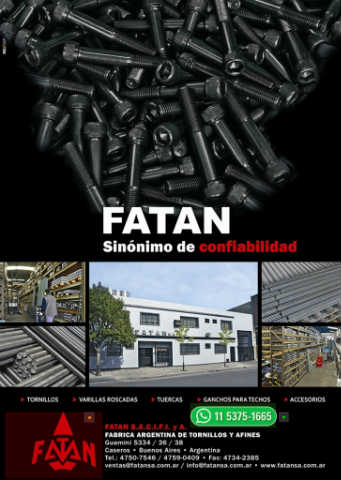 FATAN
Sinónimo de confiabilidad
FATAN
TORNILLOS VARILLAS ROSCADAS TUERCAS GANCHOS PARA TECHOS ACCESORIOS
11 5375-1665
FATAN S.A.C.I.F.I. y A.
FABRICA ARGENTINA DE TORNILLOS Y AFINES
Guaminí 5334 / 36 / 38
Caseros • Buenos Aires • Argentina
Tel.: 4750-7546 / 4759-0409 • Fax: 4734-2385
ventas@fatansa.com.ar / info@fatansa.com.ar • www.fatansa.com.ar
FATAN